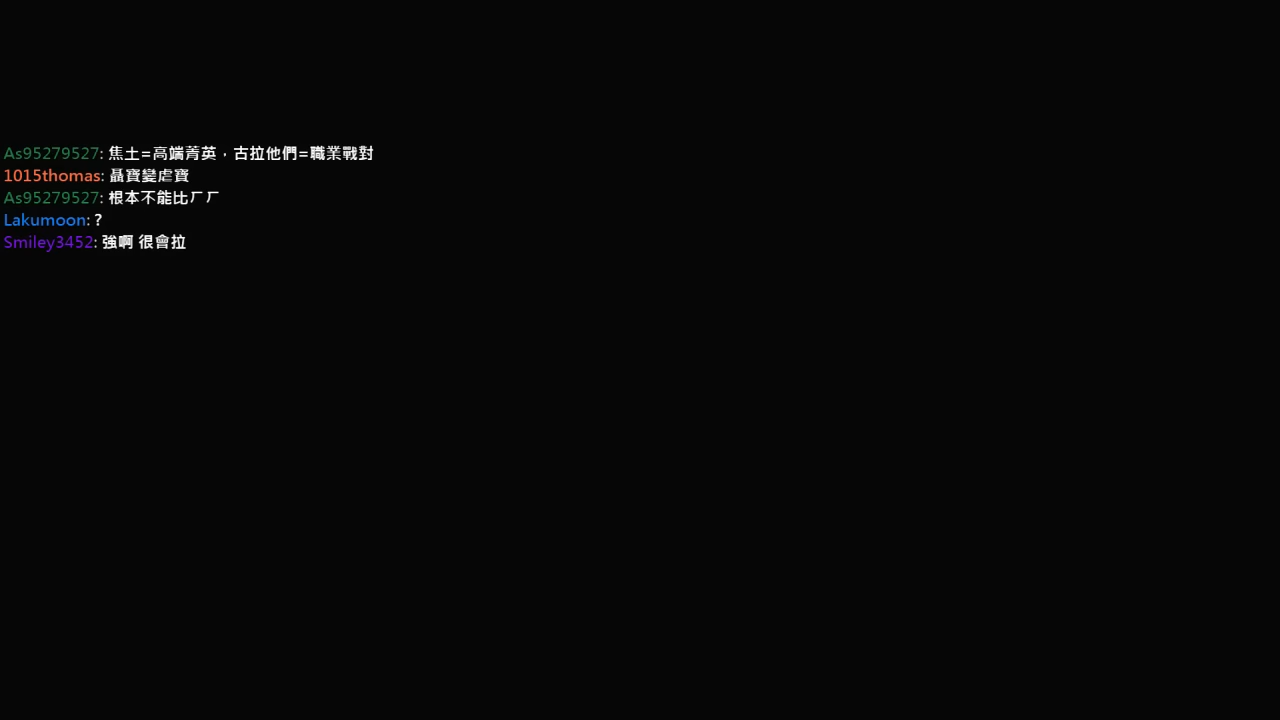 As95279527: 焦土=高端菁英，古拉他們=職業戰對
1015thomas: 聶寶變虐寶
As95279527: 根本不能比ㄏㄏ
Lakumoon: ?
Smiley3452: 強啊 很會拉